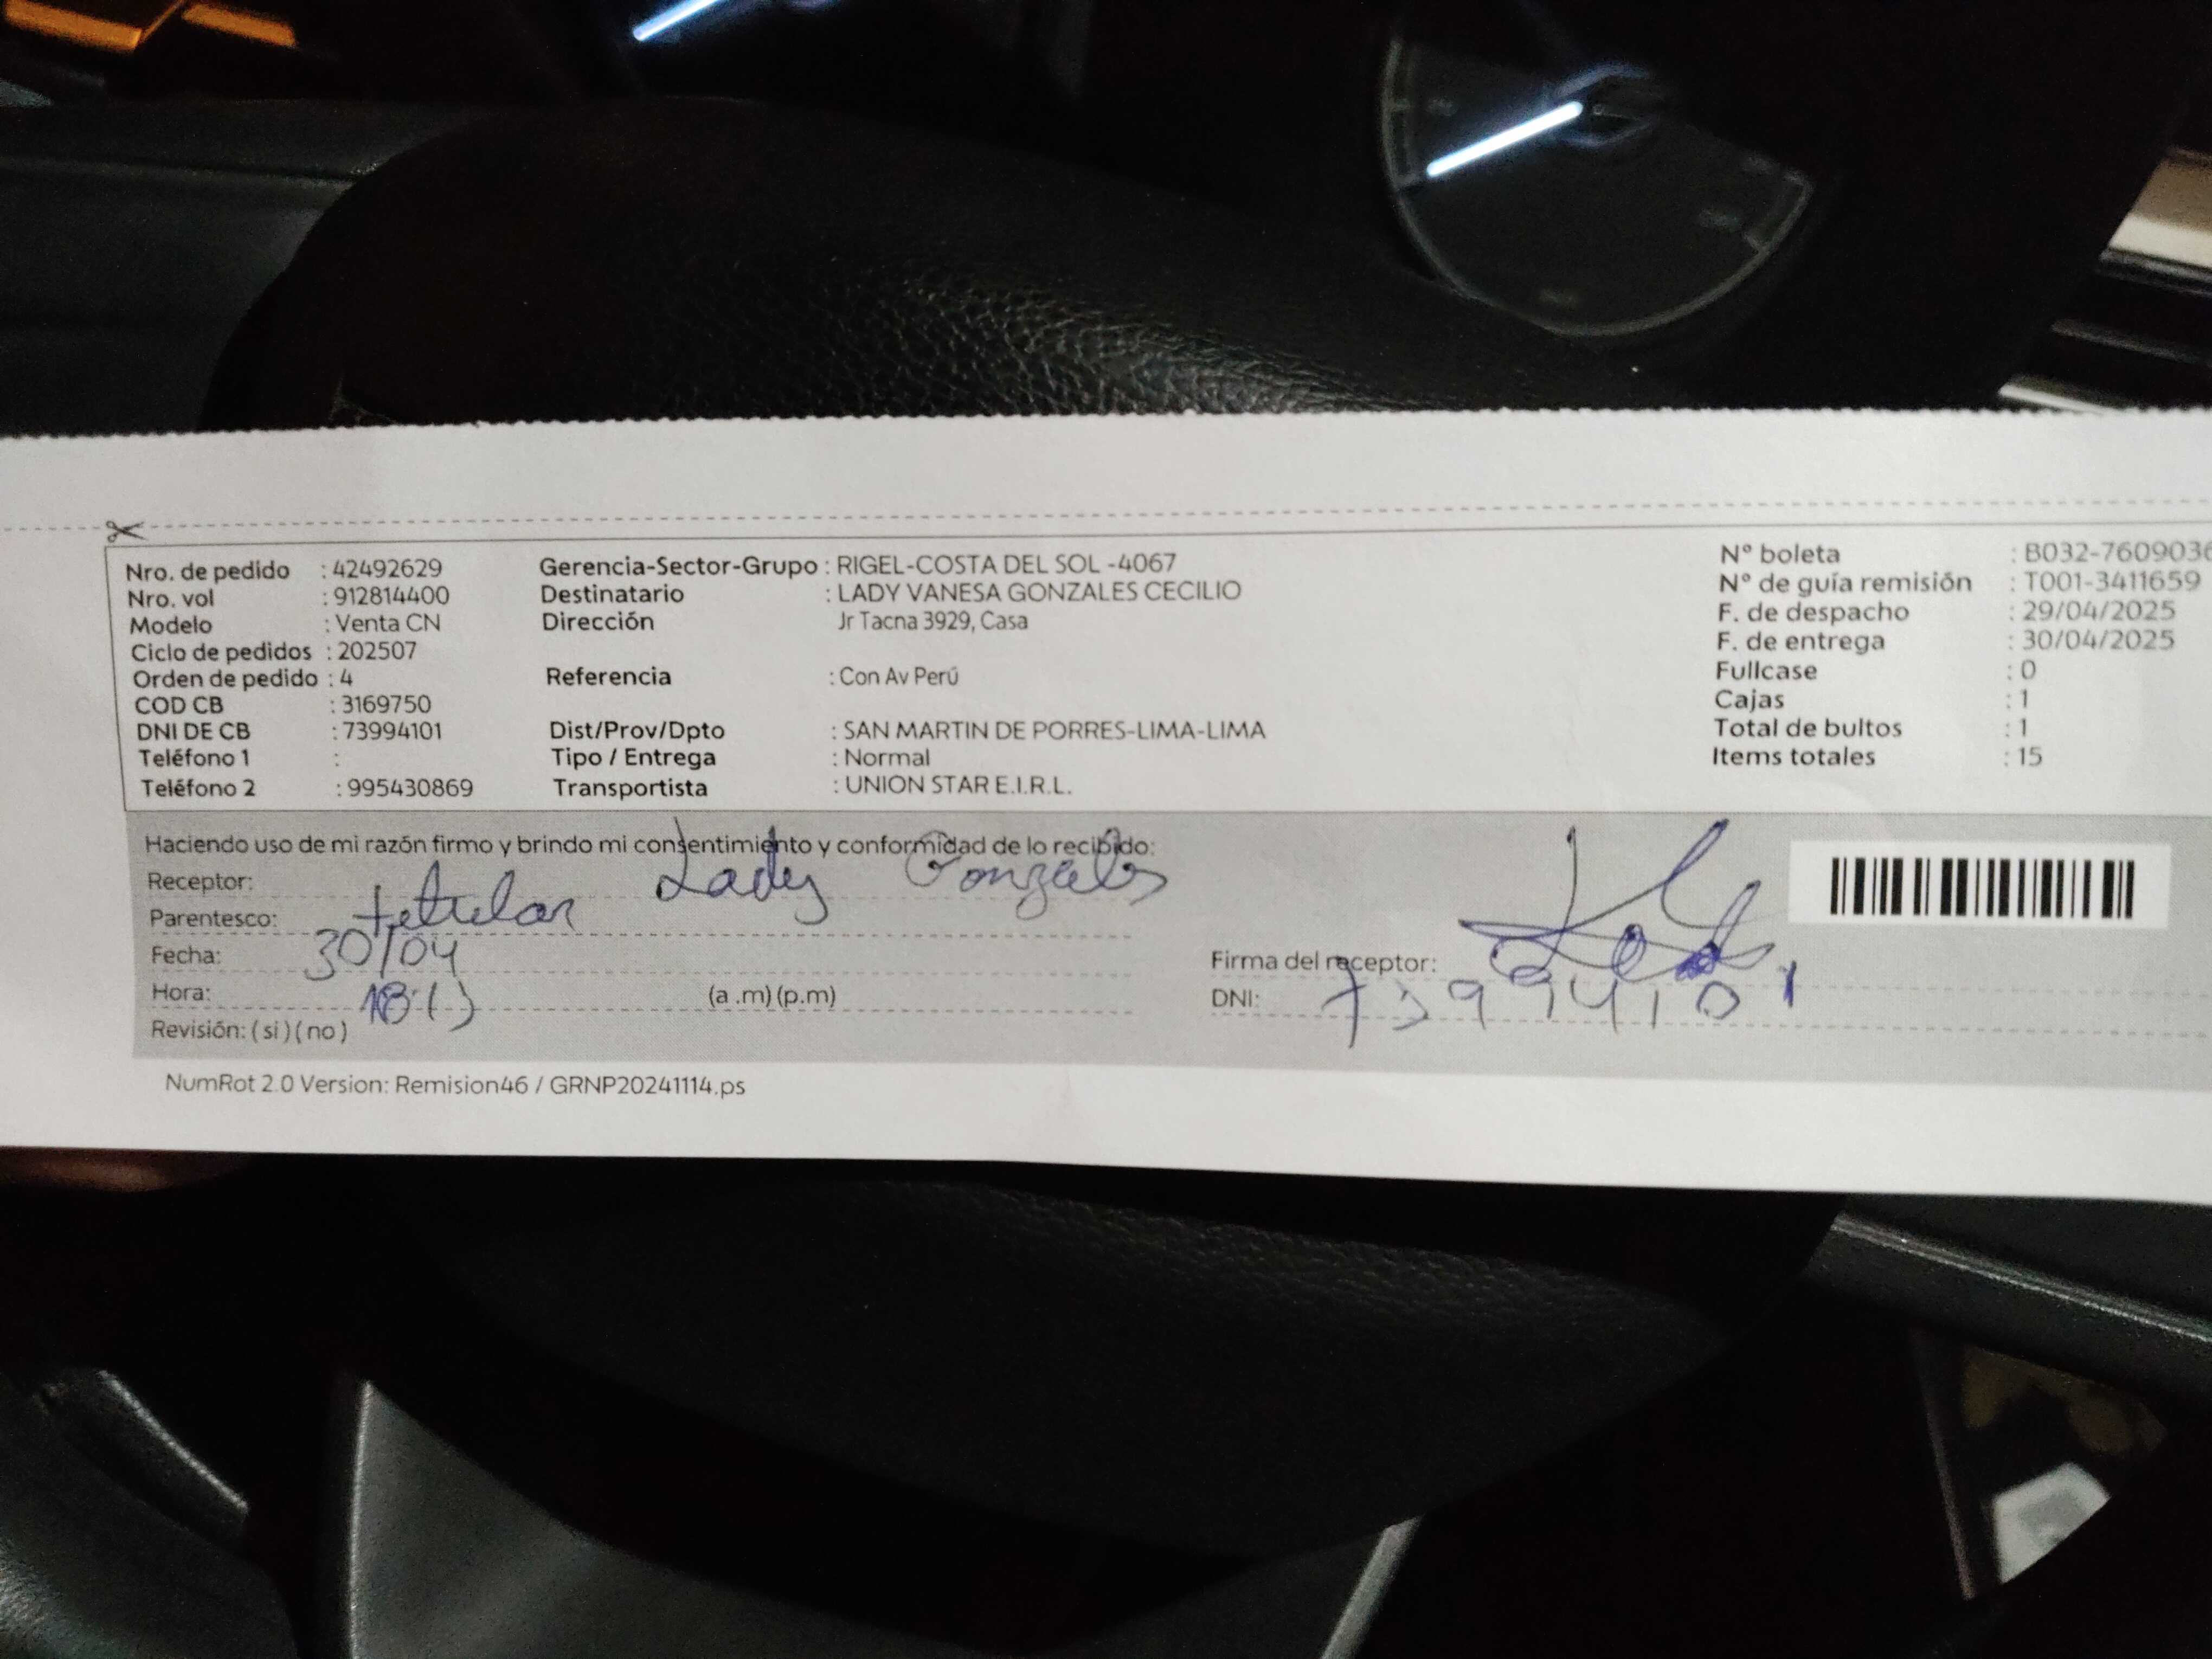 Nro. de pedido : 42492629 Gerencia-Sector-Grupo : RIGEL-COSTA DEL SOL -4067 N° boleta : B032-7609036
Nro. vol : 912814400 Destinatario : LADY VANESA GONZALES CECILIO N° de guía remisión : T001-3411659
Modelo : Venta CN Dirección Jr Tacna 3929, Casa F. de despacho : 29/04/2025
Ciclo de pedidos : 202507 F. de entrega : 30/04/2025
Orden de pedido : 4 Referencia : Con Av Perú Fullcase : 0
COD CB : 3169750 Cajas : 1
DNI DE CB : 73994101 Dist/Prov/Dpto : SAN MARTIN DE PORRES-LIMA-LIMA Total de bultos : 1
Teléfono 1 : Tipo / Entrega : Normal Items totales : 15
Teléfono 2 : 995430869 Transportista : UNION STAR E.I.R.L.
Haciendo uso de mi razón firmo y brindo mi consentimiento y conformidad de lo recibido:
Receptor: Lady Gonzales
Parentesco: titular
Fecha: 30/04 Firma del receptor:
Hora: (a .m) (p.m) DNI: 73994101
Revisión: ( si ) ( no )
NumRot 2.0 Version: Remision46 / GRNP20241114.ps